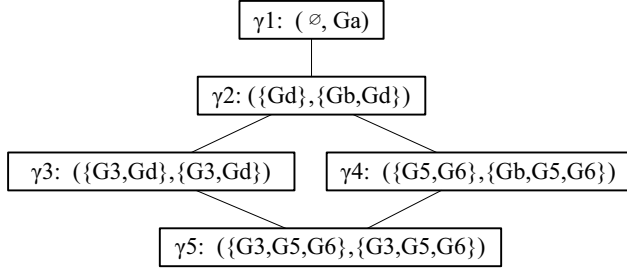 γ1: ( ∅, Ga)
γ2: ({Gd},{Gb,Gd})
γ3: ({G3,Gd},{G3,Gd})
γ4: ({G5,G6},{Gb,G5,G6})
γ5: ({G3,G5,G6},{G3,G5,G6})